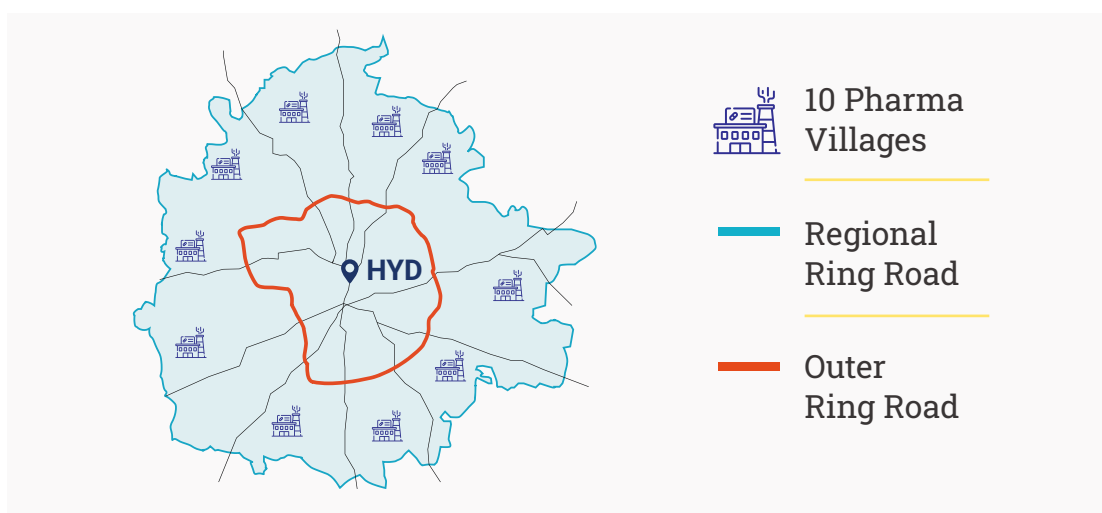 HYD
10 Pharma
Villages
Regional
Ring Road
Outer
Ring Road